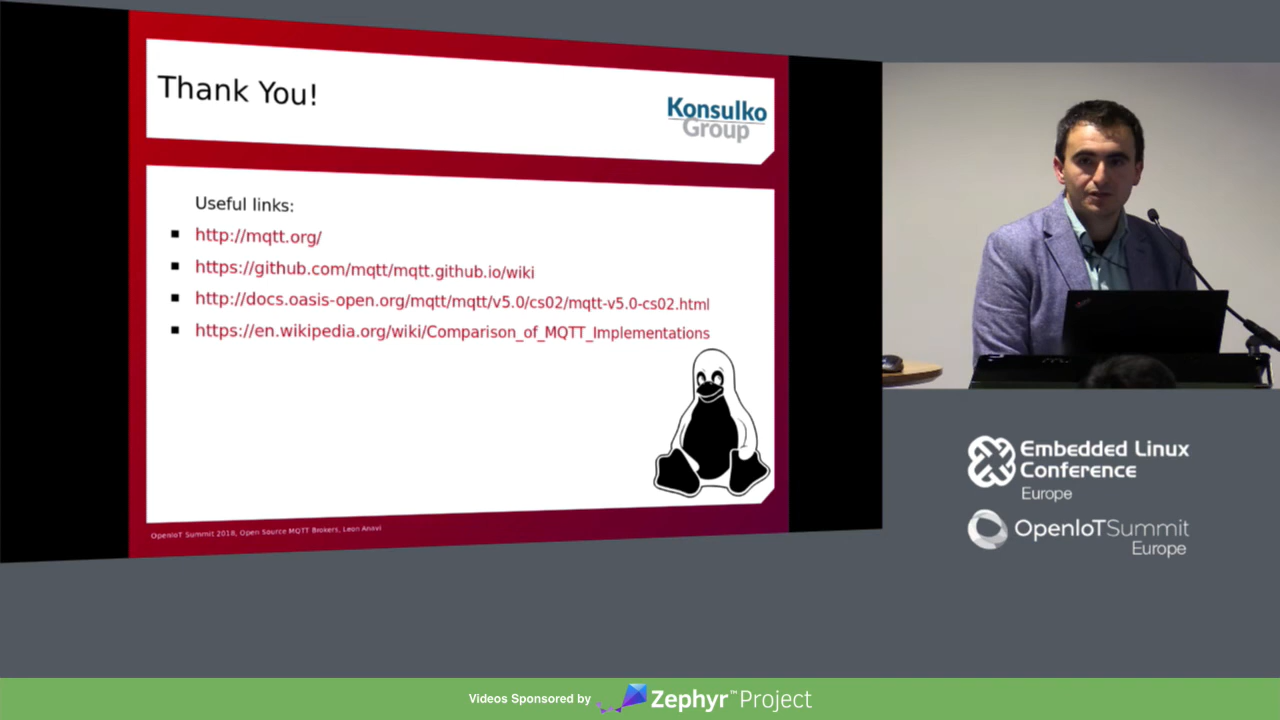 Thank You!
Konsulko
Group
Useful links:
http://mqtt.org/
https://github.com/mqtt/mqtt.github.io/wiki
http://docs.oasis-open.org/mqtt/mqtt/v5.0/cs02/mqtt-v5.0-cs02.html
https://en.wikipedia.org/wiki/Comparison_of_MQTT_Implementations
OpenIoT Summit 2018, Open Source MQTT Brokers, Leon Anavi
Embedded Linux
Conference
Europe
OpenIoTSummit
Europe
Videos Sponsored by Zephyr™Project